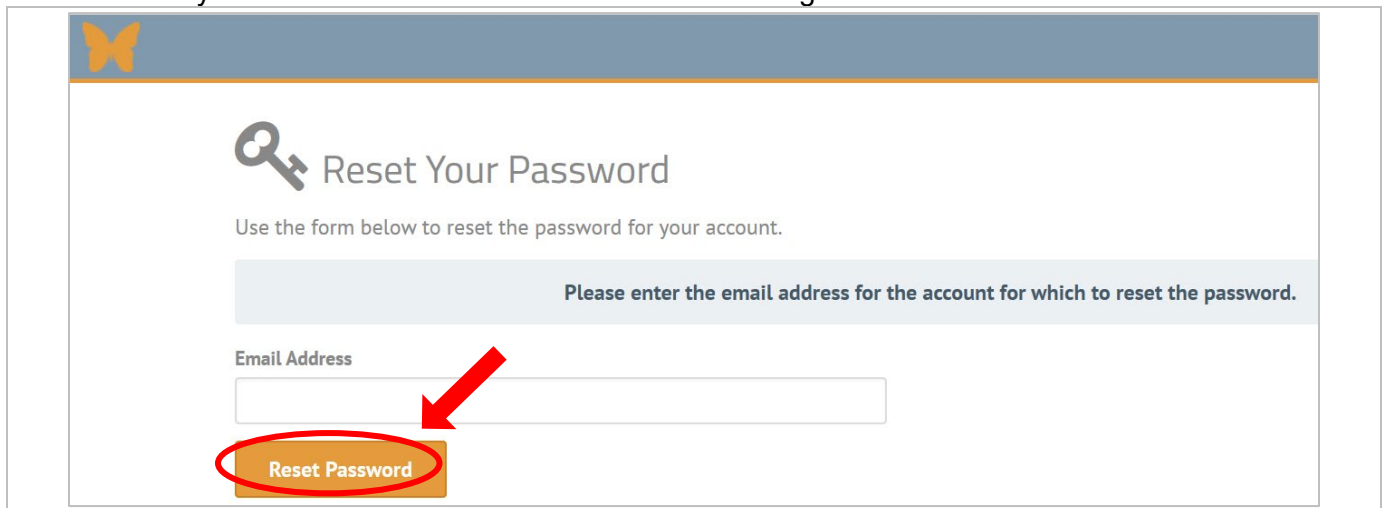 Reset Your Password
Use the form below to reset the password for your account.
Please enter the email address for the account for which to reset the password.
Email Address
Reset Password